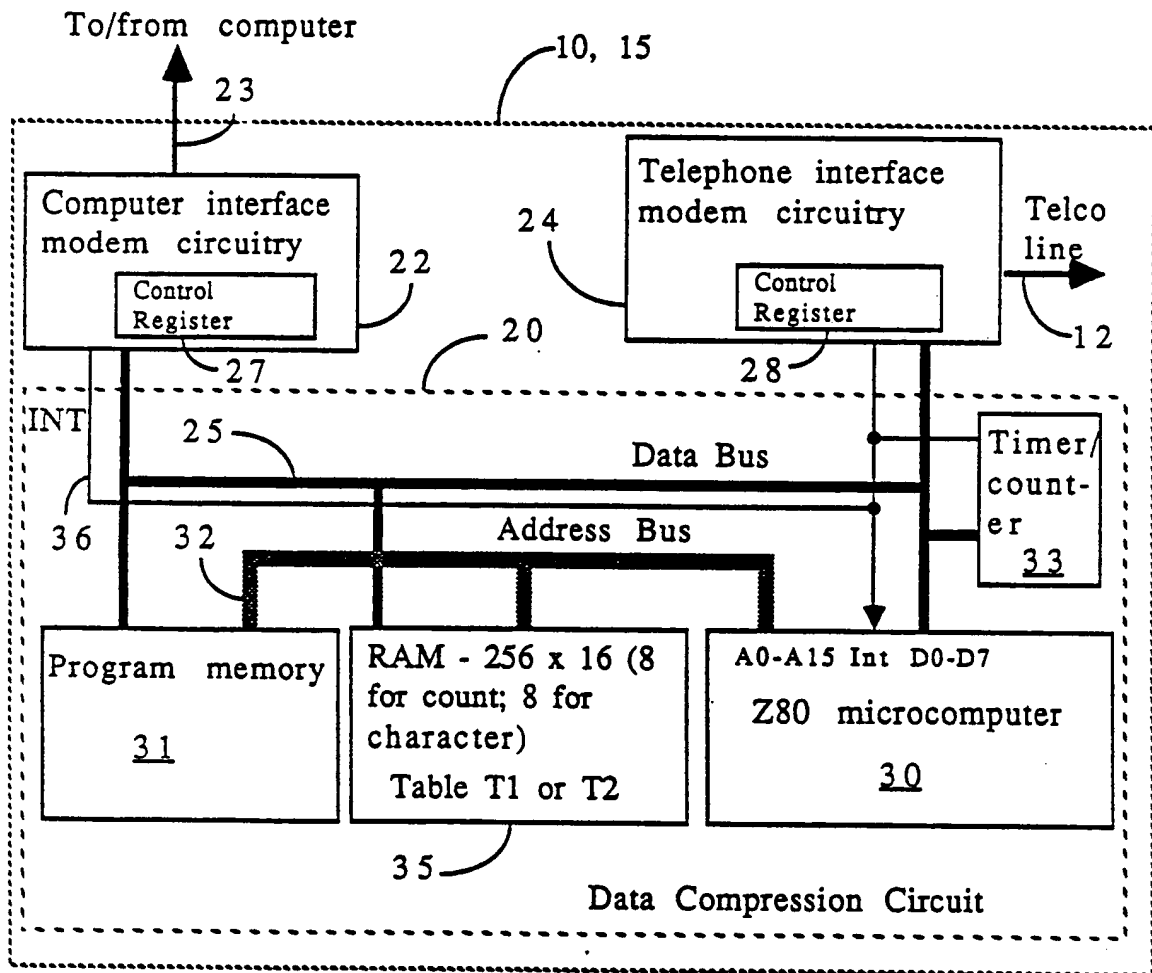 To/from computer
10, 15
23
Computer interface
modem circuitry
Control
Register
22
27
Telephone interface
modem circuitry
Control
Register
24
28
Telco
line
12
20
INT
25
Data Bus
Timer/
count-
er
33
36
32
Address Bus
Program memory
31
RAM - 256 x 16 (8
for count; 8 for
character)
Table T1 or T2
35
A0-A15 Int D0-D7
Z80 microcomputer
30
Data Compression Circuit